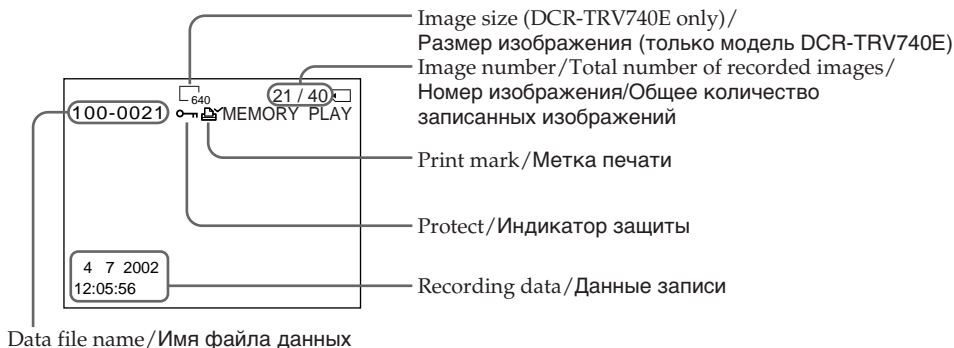 Image size (DCR-TRV740E only)/
Размер изображения (только модель DCR-TRV740E)
Image number/Total number of recorded images/
Номер изображения/Общее количество
записанных изображений
640
21 / 40
100-0021
MEMORY PLAY
Print mark/Метка печати
Protect/Индикатор защиты
4 7 2002
12:05:56
Recording data/Данные записи
Data file name/Имя файла данных